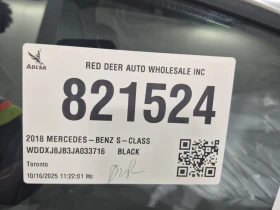 ADESA
RED DEER AUTO WHOLESALE INC
821524
2018 MERCEDES-BENZ S-CLASS
WDDXJ8JB3JA033716 BLACK
Toronto
10/16/2025 11:22:01 Mc